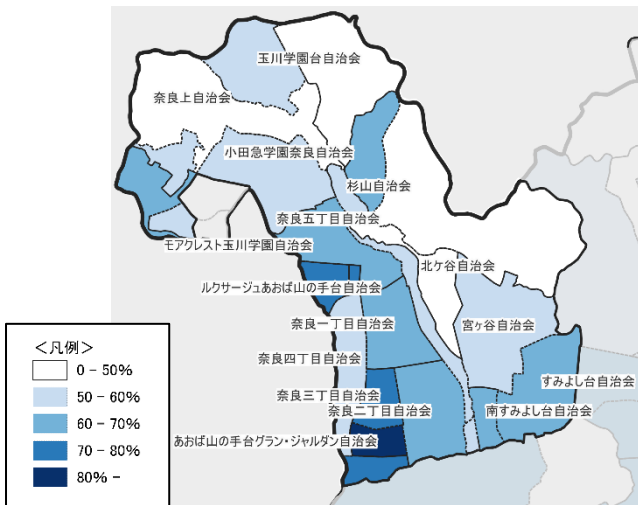 玉川学園台自治会
奈良上自治会
小田急学園奈良自治会
杉山自治会
奈良五丁目自治会
モアクレスト玉川学園自治会
北ケ谷自治会
ルクサージュあおば山の手台自治会
奈良一丁目自治会
宮ヶ谷自治会
奈良四丁目自治会
すみよし台自治会
奈良三丁目自治会
奈良二丁目自治会
南すみよし台自治会
あおば山の手台グラン・ジャルダン自治会
＜凡例＞
0 – 50%
50 – 60%
60 – 70%
70 – 80%
80% –